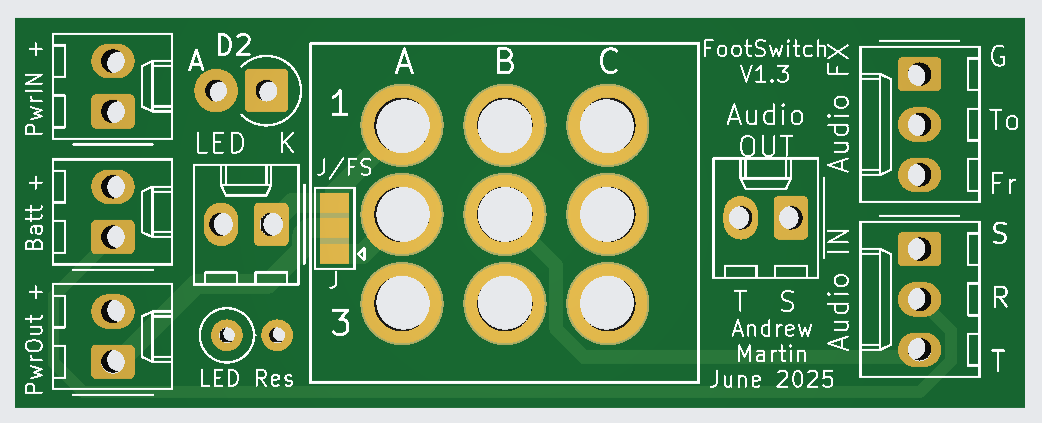 PwrIN +
Batt +
PwrOut +
D2
A
LED K
LED Res
J/FS
J
A B C
1
3
FootSwitch
V1.3
Audio
OUT
T S
Andrew
Martin
June 2025
Audio FX
G
To
Fr
Audio IN
S
R
T